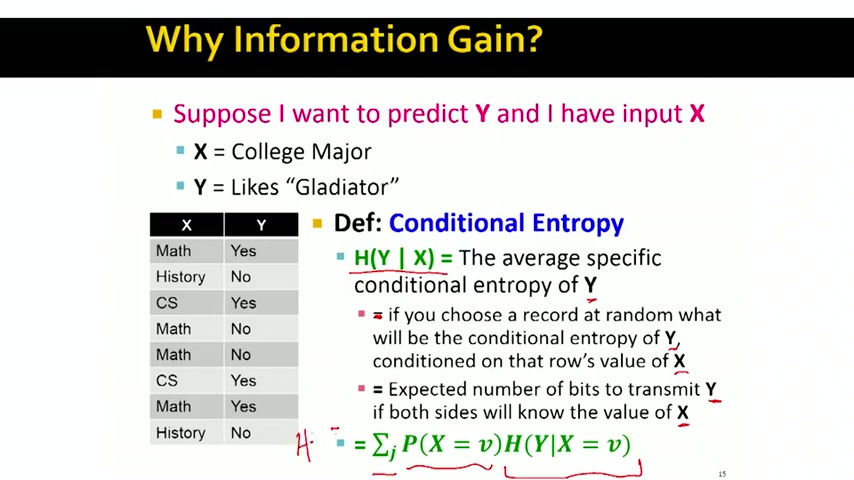 Why Information Gain?
Suppose I want to predict Y and I have input X
X = College Major
Y = Likes “Gladiator”
X Y
Math Yes
History No
CS Yes
Math No
Math No
CS Yes
Math Yes
History No
Def: Conditional Entropy
H(Y | X) = The average specific
conditional entropy of Y
= if you choose a record at random what
will be the conditional entropy of Y,
conditioned on that row’s value of X
= Expected number of bits to transmit Y
if both sides will know the value of X
= ∑j P(X = v)H(Y|X = v)
H
15